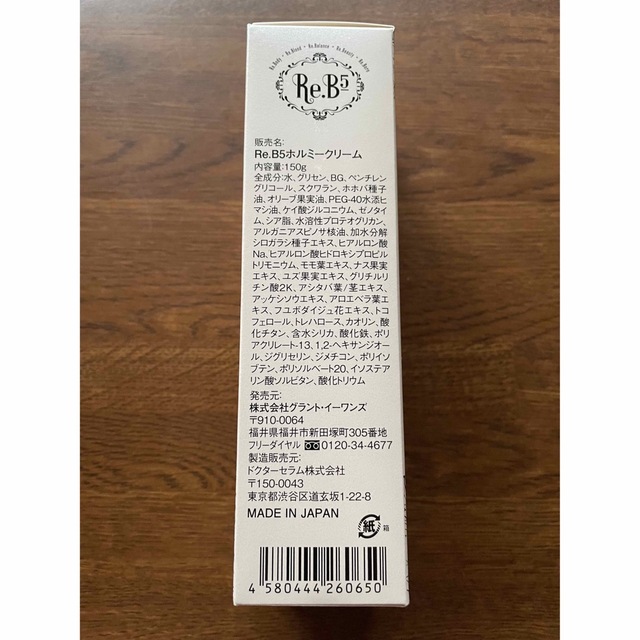 Re.Body • Re.Blood • Re.Balance • Re.Beauty • Re.Born
Re.B5
販売名:
Re.B5ホルミークリーム
内容量:150g
全成分:水、グリセン、BG、ペンチレン
グリコール、スクワラン、ホホバ種子
油、オリーブ果実油、PEG-40水添ヒ
マシ油、ケイ酸ジルコニウム、ゼノタイ
ム、シア脂、水溶性プロテオグリカン、
アルガニアスピノサ核油、加水分解
シロガラシ種子エキス、ヒアルロン酸
Na、ヒアルロン酸ヒドロキシプロピル
トリモニウム、モモ葉エキス、ナス果実
エキス、ユズ果実エキス、グリチルリ
チン酸2K、アシタバ葉/茎エキス、
アッケシソウエキス、アロエベラ葉エ
キス、フユボダイジュ花エキス、トコ
フェロール、トレハロース、カオリン、酸
化チタン、含水シリカ、酸化鉄、ポリ
アクリレート-13、1,2-ヘキサンジオー
ル、ジグリセリン、ジメチコン、ポリイソ
ブテン、ポリソルベート20、イソステア
リン酸ソルビタン、酸化トリウム
発売元:
株式会社グラント・イーワンズ
〒910-0064
福井県福井市新田塚町305番地
フリーダイヤル 0120-34-4677
製造販売元:
ドクターセラム株式会社
〒150-0043
東京都渋谷区道玄坂1-22-8
MADE IN JAPAN
紙 箱
4 580444 260650